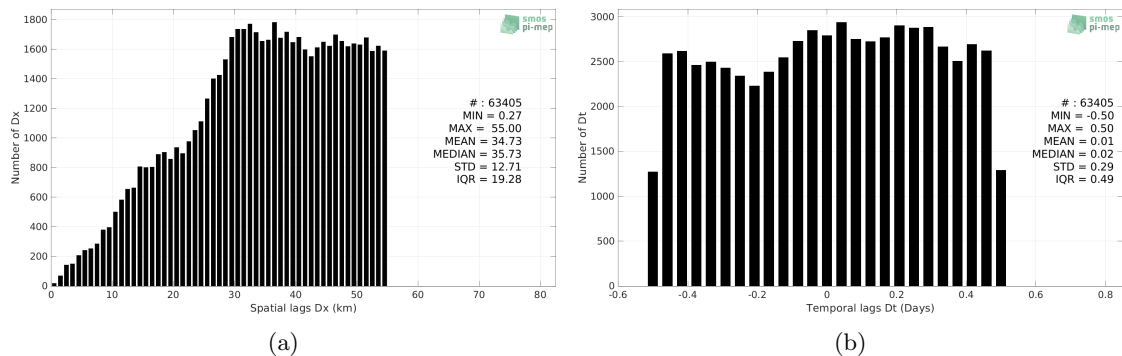 1800
1600
1400
1200
1000
800
600
400
200
0
Number of Dx
0 10 20 30 40 50 60 70 80
Spatial lags Dx (km)
smos
pi-mep
# : 63405
MIN = 0.27
MAX = 55.00
MEAN = 34.73
MEDIAN = 35.73
STD = 12.71
IQR = 19.28
(a)
3000
2500
2000
1500
1000
500
0
Number of Dt
-0.6 -0.4 -0.2 0 0.2 0.4 0.6 0.8
Temporal lags Dt (Days)
smos
pi-mep
# : 63405
MIN = -0.50
MAX = 0.50
MEAN = 0.01
MEDIAN = 0.02
STD = 0.29
IQR = 0.49
(b)